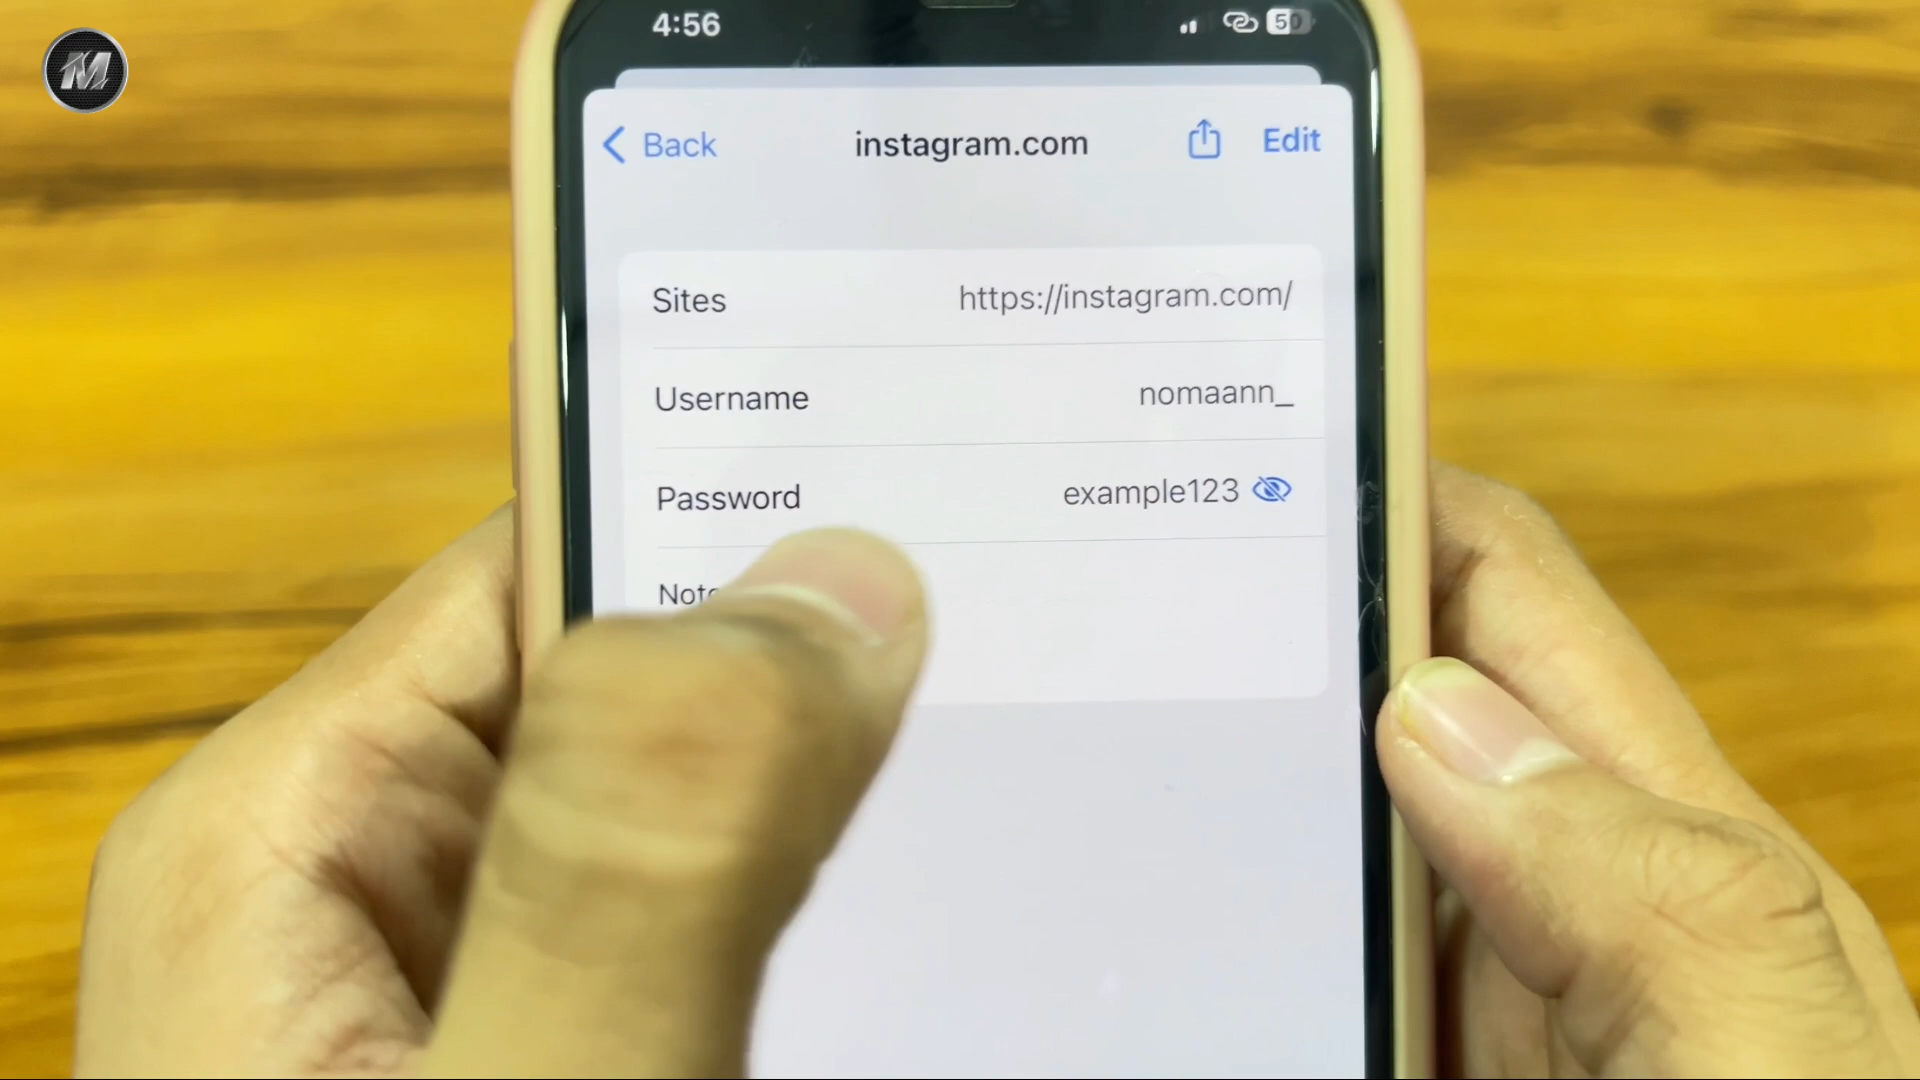 M
4:56
50
Back
instagram.com
Edit
Sites
https://instagram.com/
Username
nomaann_
Password
example123